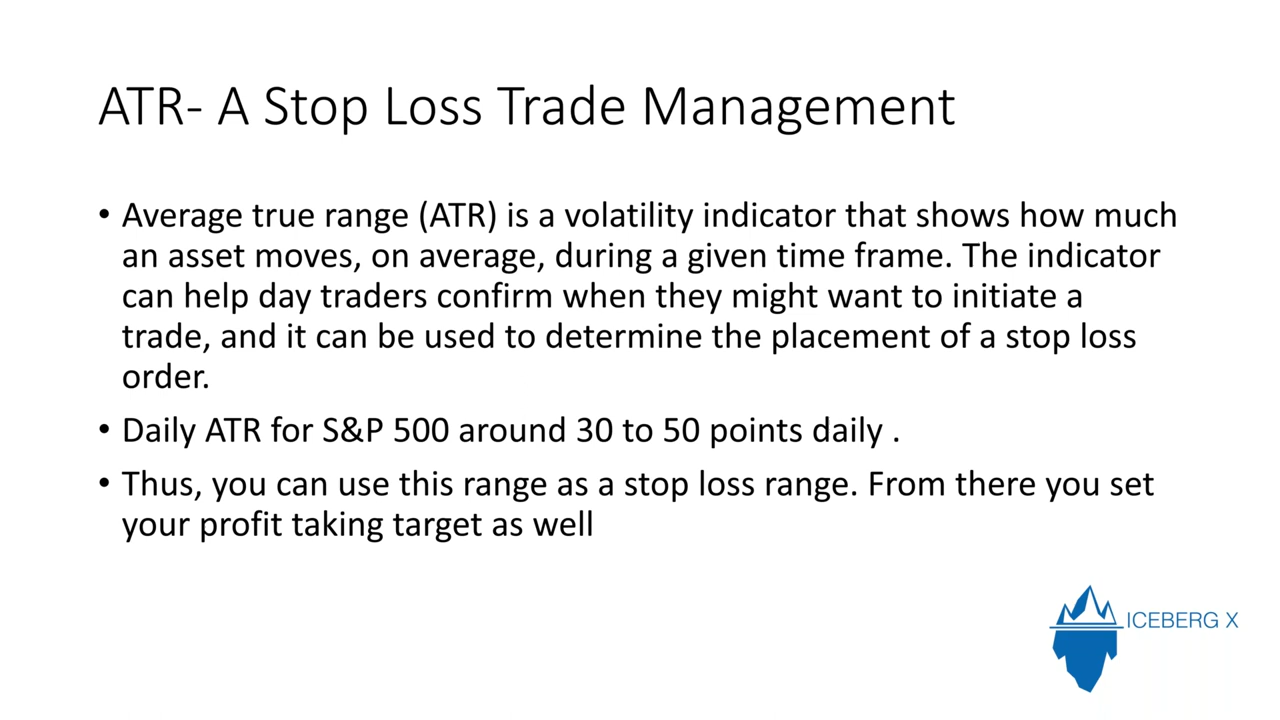 ATR- A Stop Loss Trade Management
• Average true range (ATR) is a volatility indicator that shows how much
an asset moves, on average, during a given time frame. The indicator
can help day traders confirm when they might want to initiate a
trade, and it can be used to determine the placement of a stop loss
order.
• Daily ATR for S&P 500 around 30 to 50 points daily .
• Thus, you can use this range as a stop loss range. From there you set
your profit taking target as well
ICEBERG X